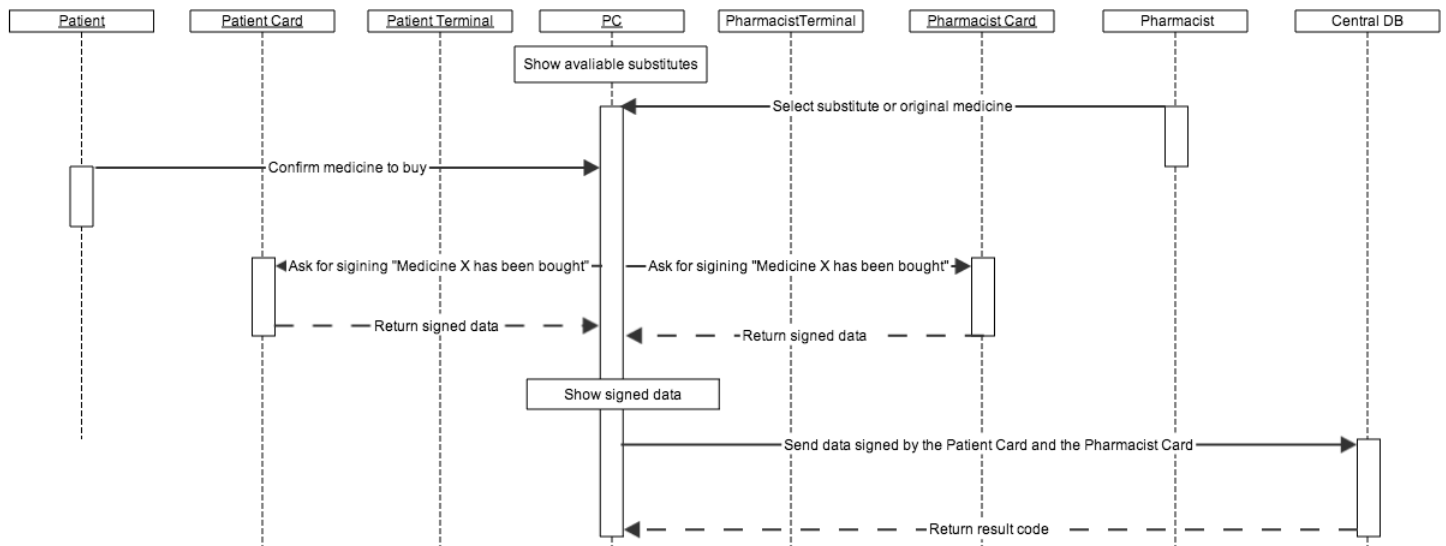 Patient
Patient Card
Patient Terminal
PC
PharmacistTerminal
Pharmacist Card
Pharmacist
Central DB
Show avaliable substitutes
Select substitute or original medicine
Confirm medicine to buy
Ask for sigining "Medicine X has been bought"
Ask for sigining "Medicine X has been bought"
Return signed data
Return signed data
Show signed data
Send data signed by the Patient Card and the Pharmacist Card
Return result code